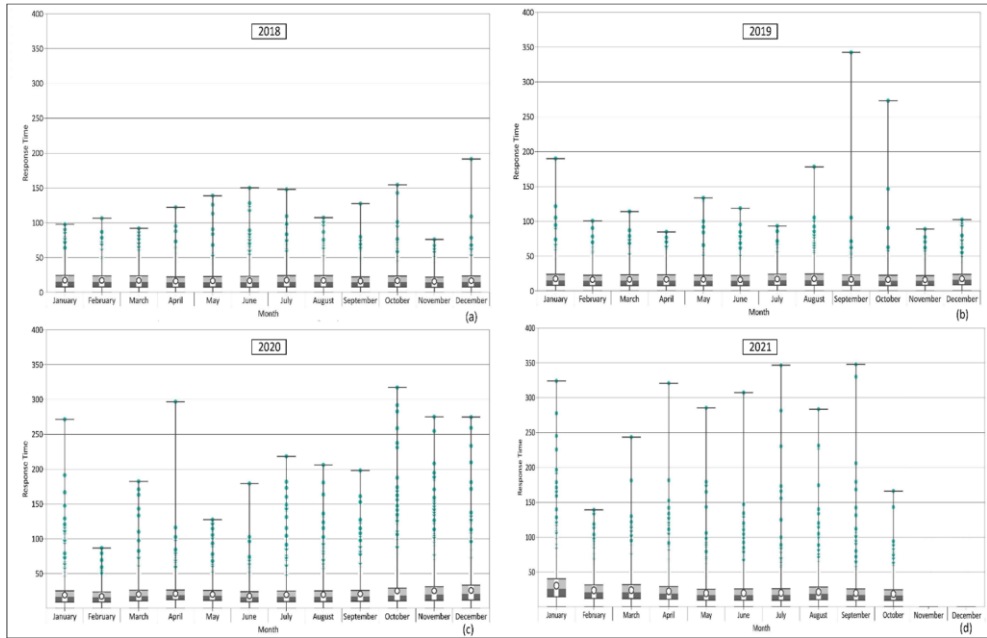 2018
400
350
300
250
200
150
100
50
0
Response Time
January February March April May June July August September October November December
Month
(a)
2019
400
350
300
250
200
150
100
50
0
Response Time
January February March April May June July August September October November December
Month
(b)
2020
400
350
300
250
200
150
100
50
Response Time
January February March April May June July August September October November December
Month
(c)
2021
400
350
300
250
200
150
100
50
Response Time
January February March April May June July August September October November December
Month
(d)